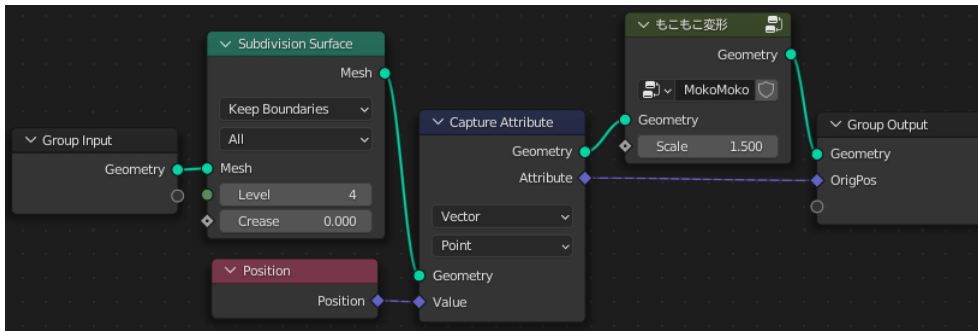 Group Input
Geometry
Subdivision Surface
Mesh
Keep Boundaries
All
Mesh
Level 4
Crease 0.000
Position
Position
Capture Attribute
Geometry
Attribute
Vector
Point
Geometry
Value
もこもこ変形
Geometry
MokoMoko
Geometry
Scale 1.500
Group Output
Geometry
OrigPos